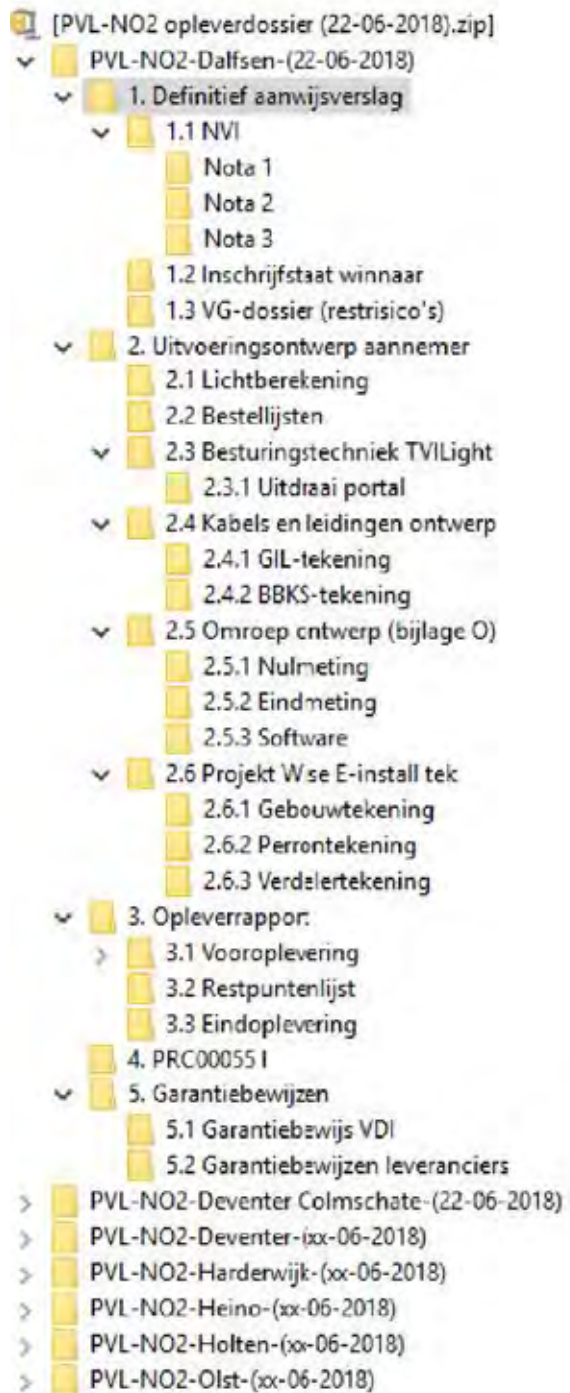 [PVL-NO2 opleverdossier (22-06-2018).zip]
PVL-NO2-Dalfsen-(22-06-2018)
1. Definitief aanwijsverslag
1.1 NVI
Nota 1
Nota 2
Nota 3
1.2 Inschrijfstaat winnaar
1.3 VG-dossier (restrisico's)
2. Uitvoeringsontwerp aannemer
2.1 Lichtberekening
2.2 Bestellijsten
2.3 Besturingstechniek TVILight
2.3.1 Uitdraai portal
2.4 Kabels en leidingen ontwerp
2.4.1 GIL-tekening
2.4.2 BBKS-tekening
2.5 Omroep ontwerp (bijlage O)
2.5.1 Nulmeting
2.5.2 Eindmeting
2.5.3 Software
2.6 Projekt Wise E-install tek
2.6.1 Gebouwtekening
2.6.2 Perrontekening
2.6.3 Verdelertekening
3. Opleverrapport
3.1 Vooroplevering
3.2 Restpuntenlijst
3.3 Eindoplevering
4.
5. Garantiebewijzen
5.1 Garantiebewijs VDI
5.2 Garantiebewijzen leveranciers
PVL-NO2-Deventer Colmschate-(22-06-2018)
PVL-NO2-Deventer-(xx-06-2018)
PVL-NO2-Harderwijk-(xx-06-2018)
PVL-NO2-Heino-(xx-06-2018)
PVL-NO2-Holten-(xx-06-2018)
PVL-NO2-Olst-(xx-06-2018)